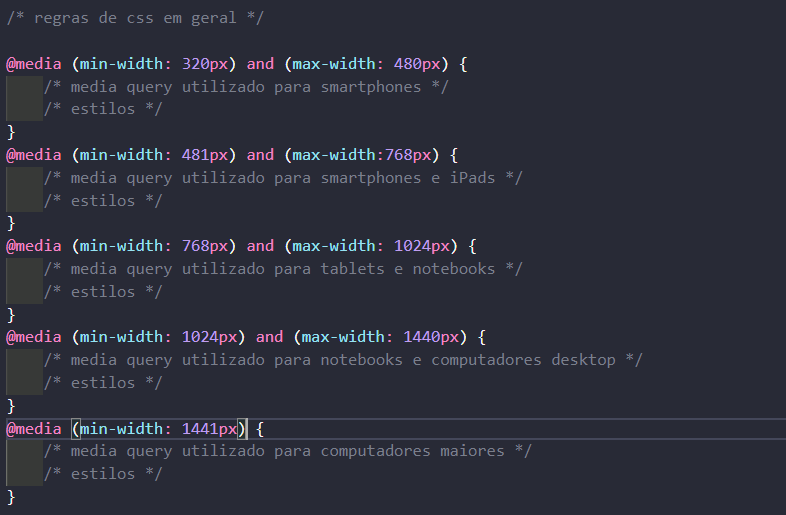 /* regras de css em geral */
@media (min-width: 320px) and (max-width: 480px) {
/* media query utilizado para smartphones */
/* estilos */
}
@media (min-width: 481px) and (max-width:768px) {
/* media query utilizado para smartphones e iPads */
/* estilos */
}
@media (min-width: 768px) and (max-width: 1024px) {
/* media query utilizado para tablets e notebooks */
/* estilos */
}
@media (min-width: 1024px) and (max-width: 1440px) {
/* media query utilizado para notebooks e computadores desktop */
/* estilos */
}
@media (min-width: 1441px) {
/* media query utilizado para computadores maiores */
/* estilos */
}